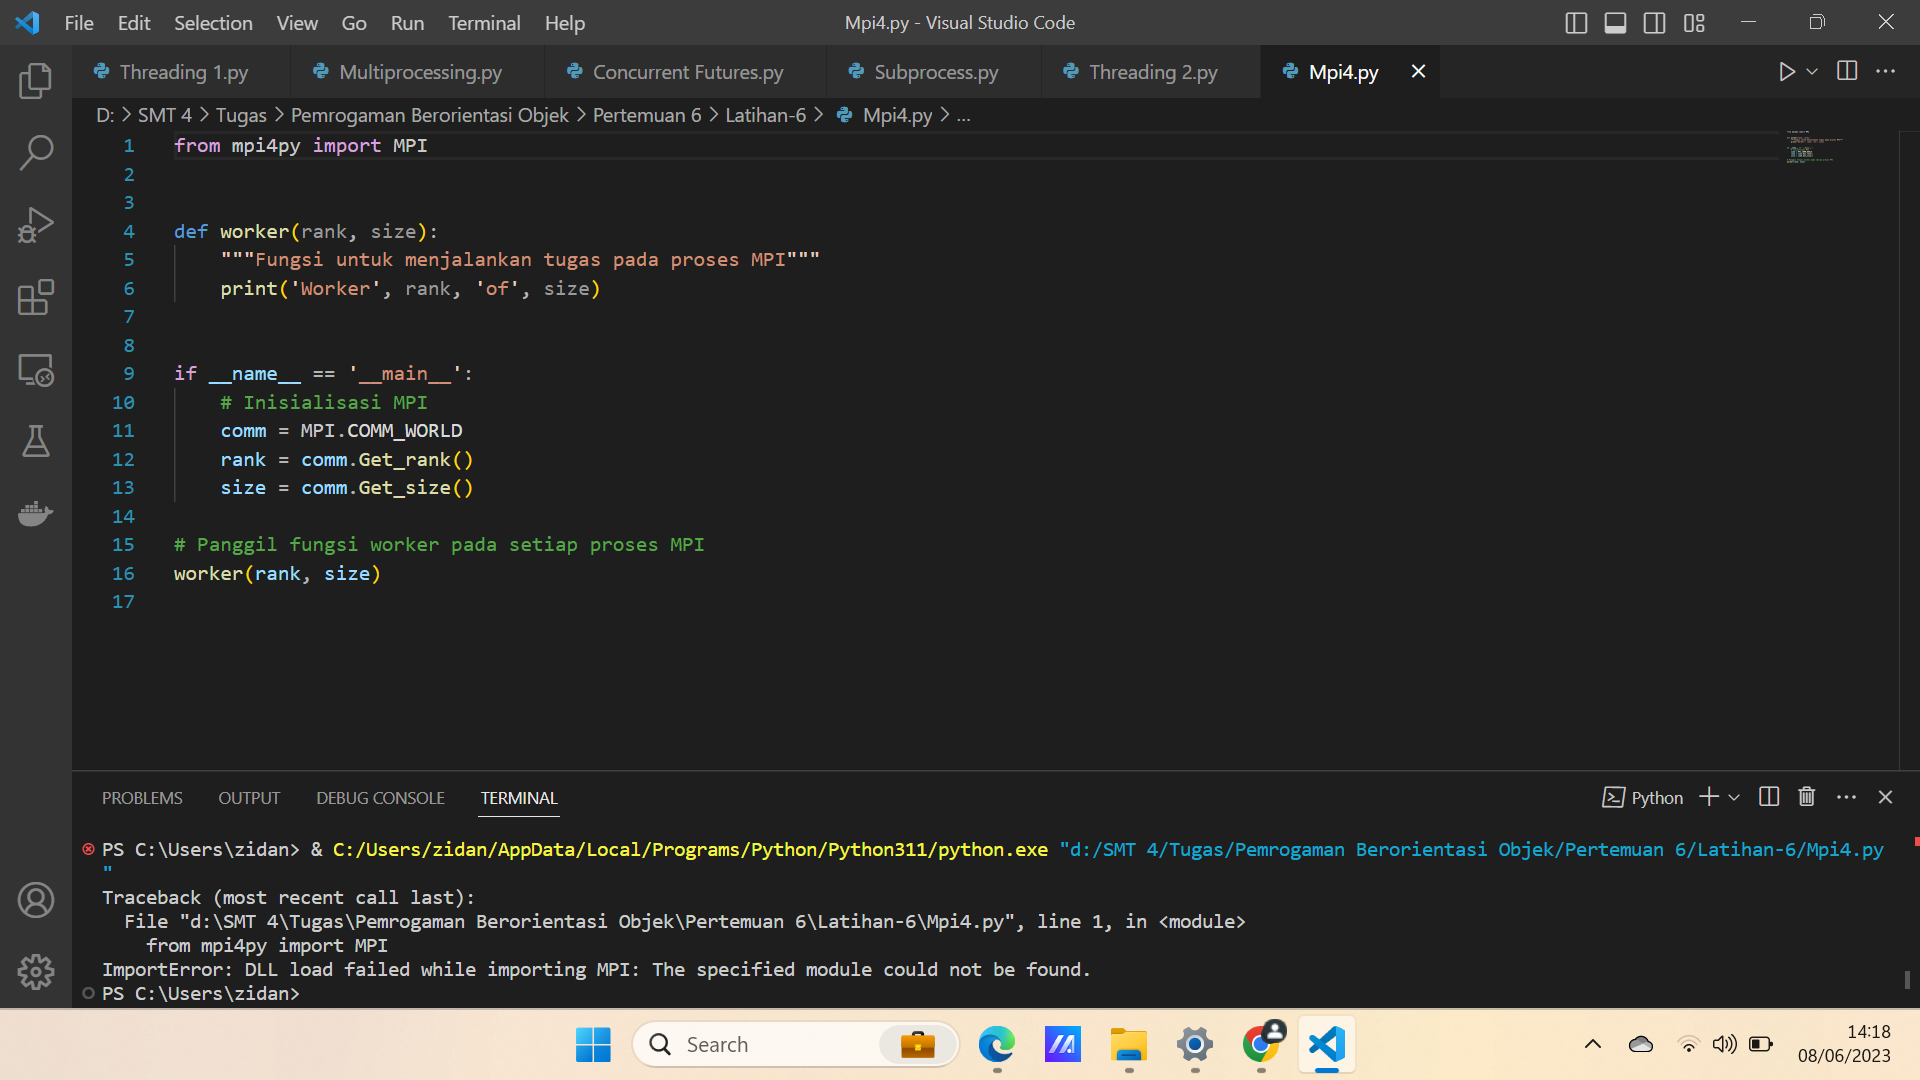 File Edit Selection View Go Run Terminal Help
Mpi4.py - Visual Studio Code
Threading 1.py Multiprocessing.py Concurrent Futures.py Subprocess.py Threading 2.py Mpi4.py
D: > SMT 4 > Tugas > Pemrogaman Berorientasi Objek > Pertemuan 6 > Latihan-6 > Mpi4.py > ...
1 from mpi4py import MPI
2
3
4 def worker(rank, size):
5 """Fungsi untuk menjalankan tugas pada proses MPI"""
6 print('Worker', rank, 'of', size)
7
8
9 if __name__ == '__main__':
10 # Inisialisasi MPI
11 comm = MPI.COMM_WORLD
12 rank = comm.Get_rank()
13 size = comm.Get_size()
14
15 # Panggil fungsi worker pada setiap proses MPI
16 worker(rank, size)
17
PROBLEMS OUTPUT DEBUG CONSOLE TERMINAL
Python
PS C:\Users\zidan> & C:/Users/zidan/AppData/Local/Programs/Python/Python311/python.exe "d:/SMT 4/Tugas/Pemrogaman Berorientasi Objek/Pertemuan 6/Latihan-6/Mpi4.py
"
Traceback (most recent call last):
File "d:\SMT 4\Tugas\Pemrogaman Berorientasi Objek\Pertemuan 6\Latihan-6\Mpi4.py", line 1, in <module>
from mpi4py import MPI
ImportError: DLL load failed while importing MPI: The specified module could not be found.
PS C:\Users\zidan>
Search
14:18
08/06/2023